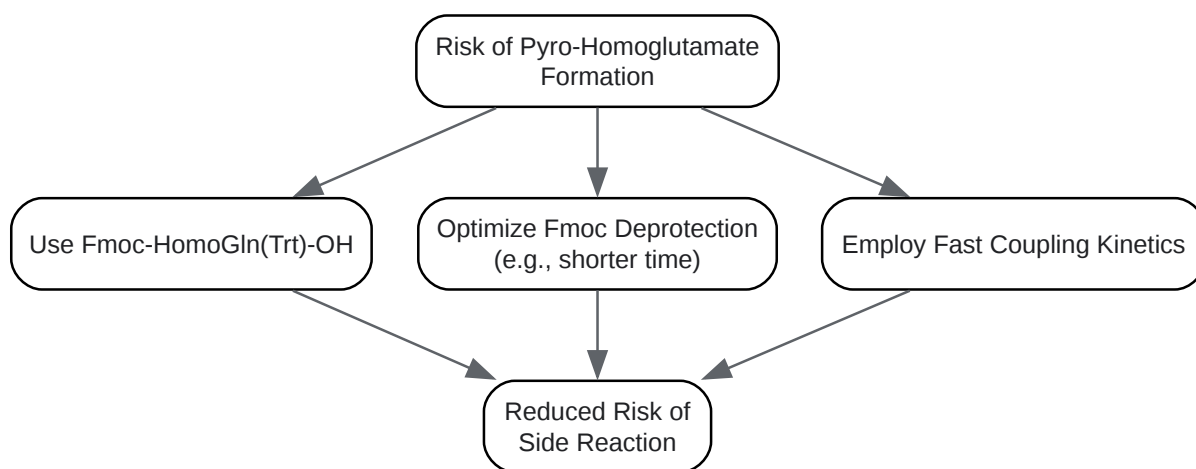 Risk of Pyro-Homoglutamate
Formation
Use Fmoc-HomoGln(Trt)-OH
Optimize Fmoc Deprotection
(e.g., shorter time)
Employ Fast Coupling Kinetics
Reduced Risk of
Side Reaction